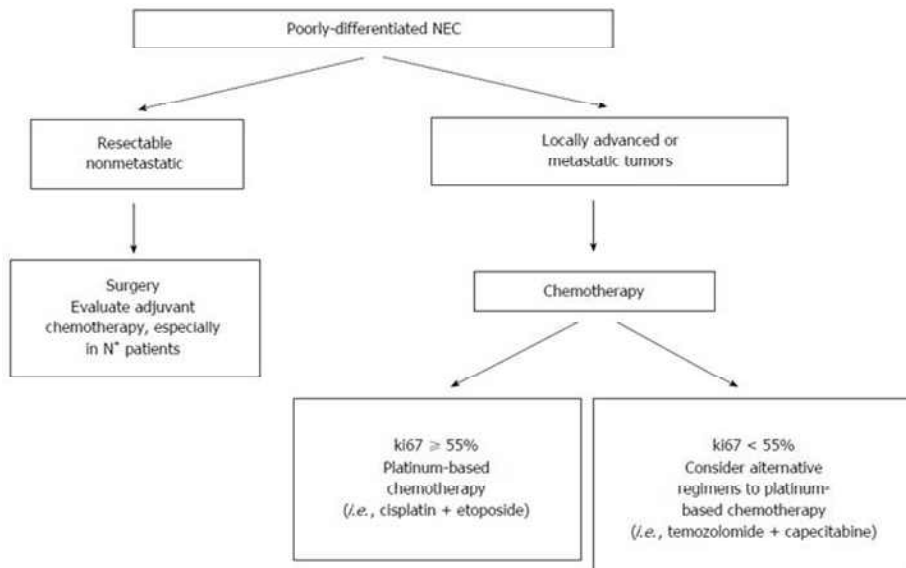 Poorly-differentiated NEC
Resectable
nonmetastatic
Locally advanced or
metastatic tumors
Surgery
Evaluate adjuvant
chemotherapy, especially
in N⁺ patients
Chemotherapy
ki67 ⩾ 55%
Platinum-based
chemotherapy
(i.e., cisplatin + etoposide)
ki67 < 55%
Consider alternative
regimens to platinum-
based chemotherapy
(i.e., temozolomide + capecitabine)